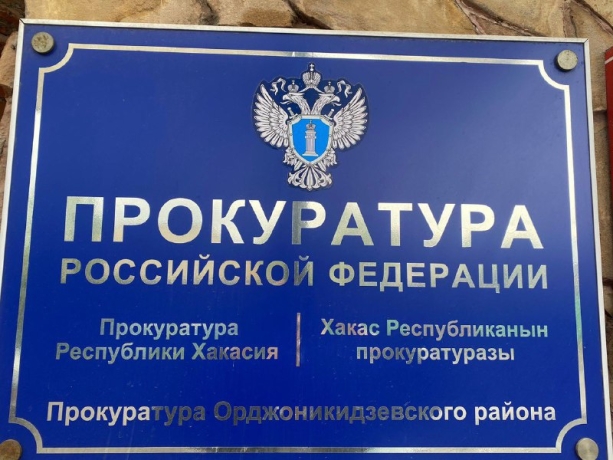 ПРОКУРАТУРА
РОССИЙСКОЙ ФЕДЕРАЦИИ
Прокуратура
Республики Хакасия
Хакас Республиканын
прокуратуразы
Прокуратура Орджоникидзевского района